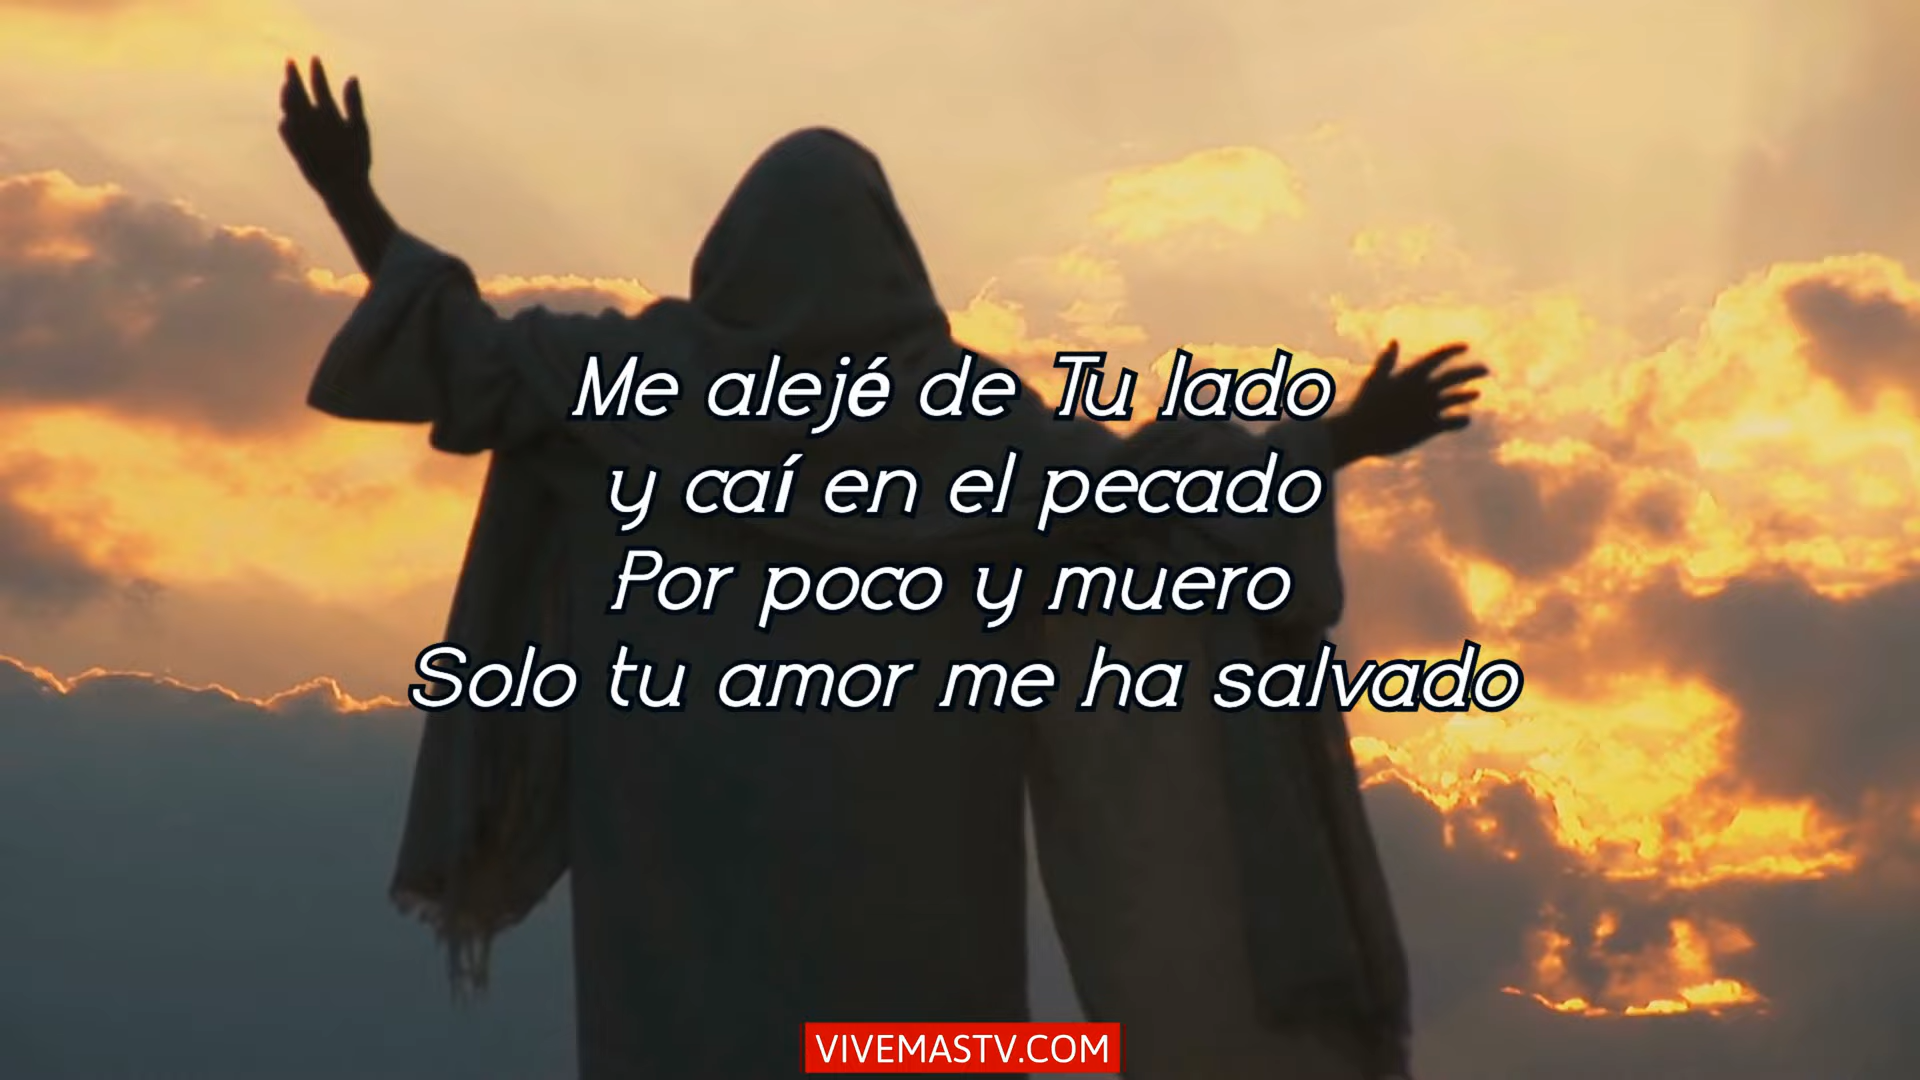 Me alejé de Tu lado
y caí en el pecado
Por poco y muero
Solo tu amor me ha salvado
VIVEMASTV.COM